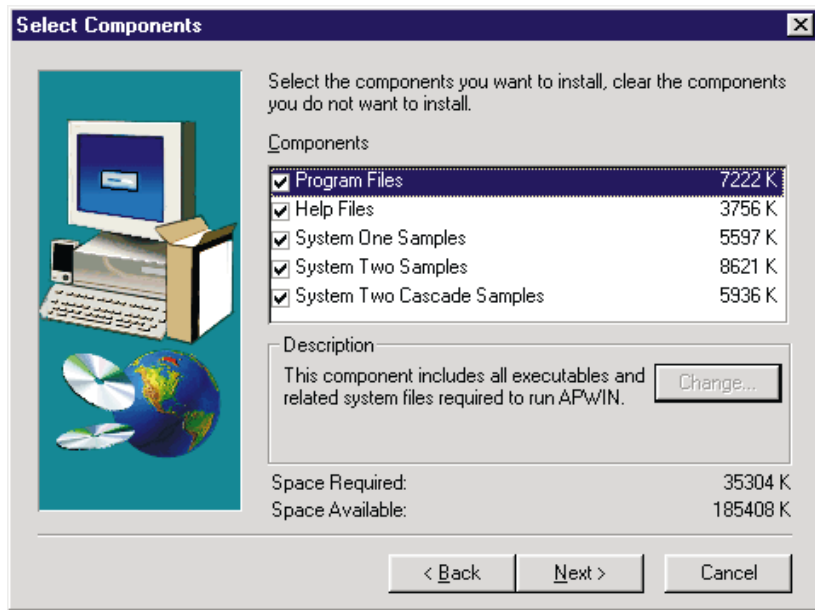 Select Components
Select the components you want to install, clear the components
you do not want to install.
Components
Program Files 7222 K
Help Files 3756 K
System One Samples 5597 K
System Two Samples 8621 K
System Two Cascade Samples 5936 K
Description
This component includes all executables and
related system files required to run APWIN.
Change...
Space Required: 35304 K
Space Available: 185408 K
< Back Next > Cancel